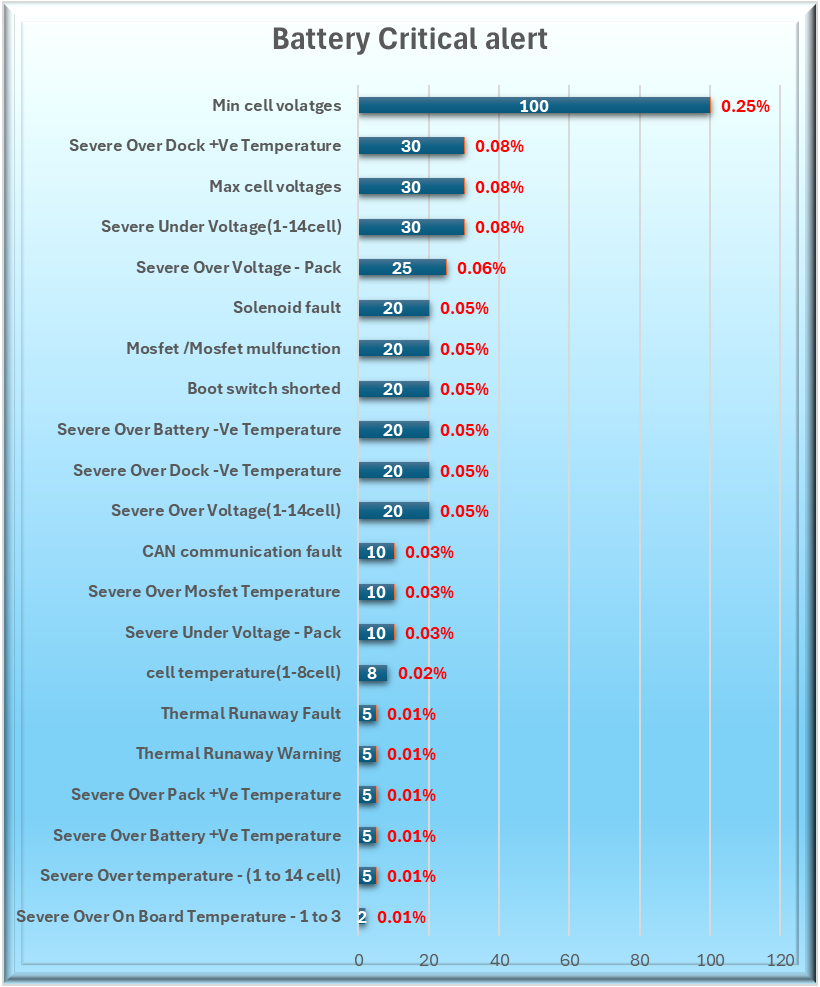 Battery Critical alert
Min cell volatges 100 0.25%
Severe Over Dock +Ve Temperature 30 0.08%
Max cell voltages 30 0.08%
Severe Under Voltage(1-14cell) 30 0.08%
Severe Over Voltage - Pack 25 0.06%
Solenoid fault 20 0.05%
Mosfet /Mosfet mulfunction 20 0.05%
Boot switch shorted 20 0.05%
Severe Over Battery -Ve Temperature 20 0.05%
Severe Over Dock -Ve Temperature 20 0.05%
Severe Over Voltage(1-14cell) 20 0.05%
CAN communication fault 10 0.03%
Severe Over Mosfet Temperature 10 0.03%
Severe Under Voltage - Pack 10 0.03%
cell temperature(1-8cell) 8 0.02%
Thermal Runaway Fault 5 0.01%
Thermal Runaway Warning 5 0.01%
Severe Over Pack +Ve Temperature 5 0.01%
Severe Over Battery +Ve Temperature 5 0.01%
Severe Over temperature - (1 to 14 cell) 5 0.01%
Severe Over On Board Temperature - 1 to 3 2 0.01%
0 20 40 60 80 100 120